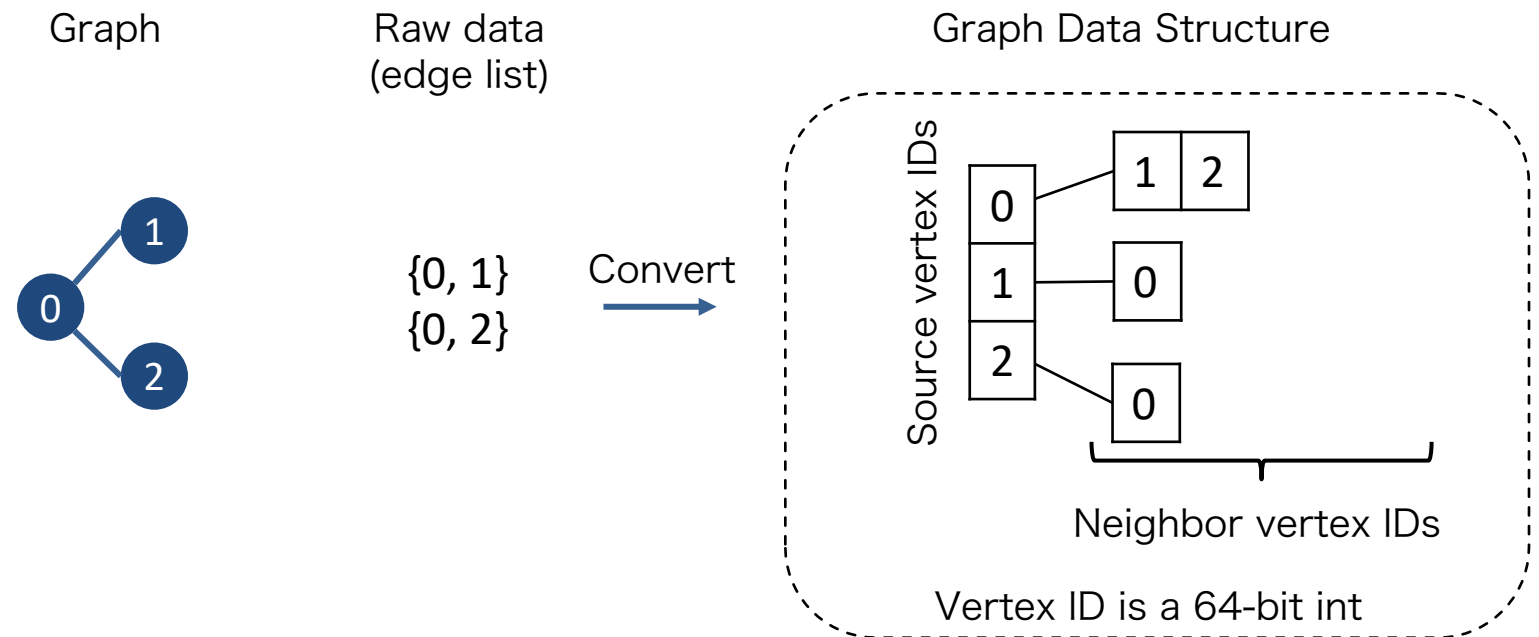 Graph
Raw data
(edge list)
Graph Data Structure
1
0
2
{0, 1}
{0, 2}
Convert
Source vertex IDs
0
1
2
1 2
0
0
Neighbor vertex IDs
Vertex ID is a 64-bit int